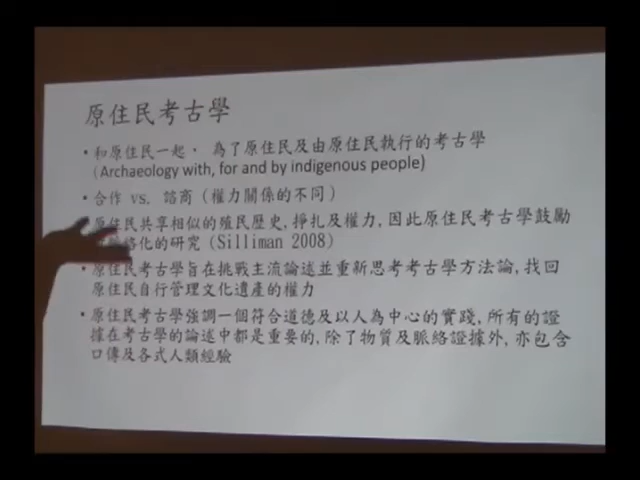 原住民考古學
• 和原住民一起, 為了原住民及由原住民執行的考古學
(Archaeology with, for and by indigenous people)
• 合作 vs. 諮商 (權力關係的不同)
原住民共享相似的殖民歷史, 掙扎及權力, 因此原住民考古學鼓勵
絡化的研究 (Silliman 2008)
• 原住民考古學旨在挑戰主流論述並重新思考考古學方法論, 找回
原住民自行管理文化遺產的權力
• 原住民考古學強調一個符合道德及以人為中心的實踐, 所有的證
據在考古學的論述中都是重要的, 除了物質及脈絡證據外, 亦包含
口傳及各式人類經驗